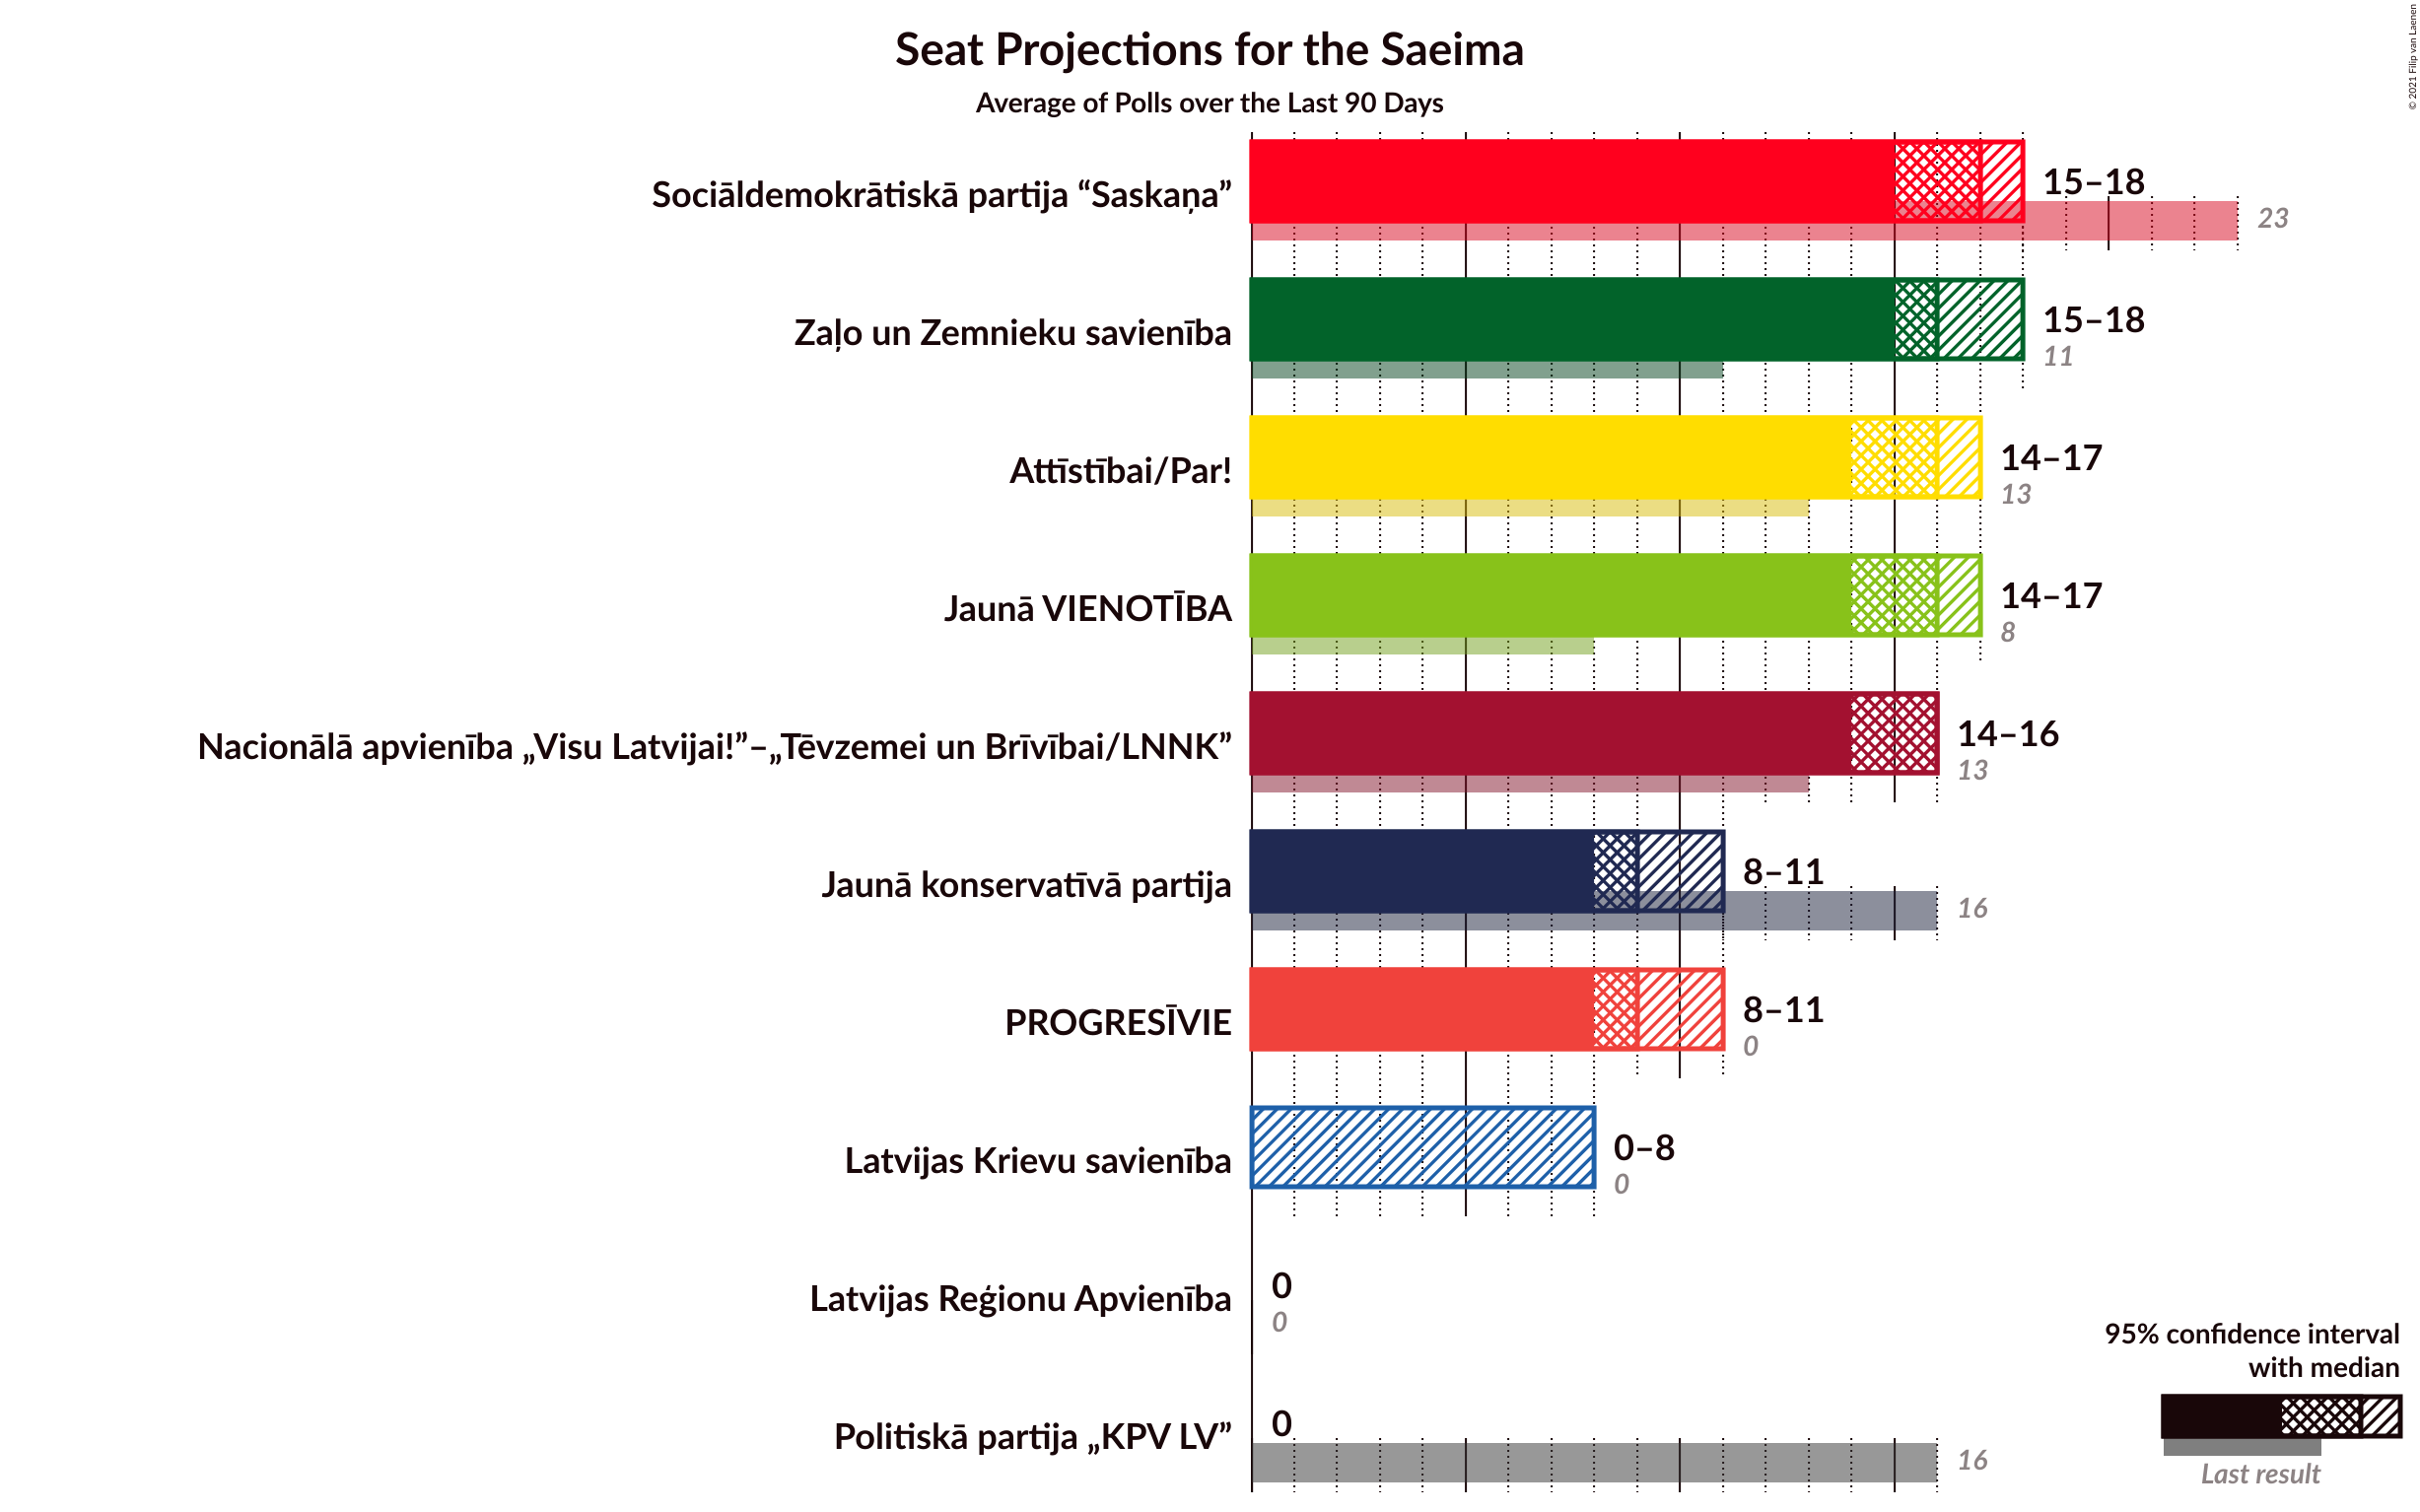 Seat Projections for the Saeima
Average of Polls over the Last 90 Days
© 2021 Filip van Laenen
Sociāldemokrātiskā partija “Saskaņa”
15–18
23
Zaļo un Zemnieku savienība
15–18
11
Attīstībai/Par!
14–17
13
Jaunā VIENOTĪBA
14–17
8
Nacionālā apvienība „Visu Latvijai!”–„Tēvzemei un Brīvībai/LNNK”
14–16
13
Jaunā konservatīvā partija
8–11
16
PROGRESĪVIE
8–11
0
Latvijas Krievu savienība
0–8
0
Latvijas Reģionu Apvienība
0
0
Politiskā partija „KPV LV”
0
16
95% confidence interval
with median
Last result